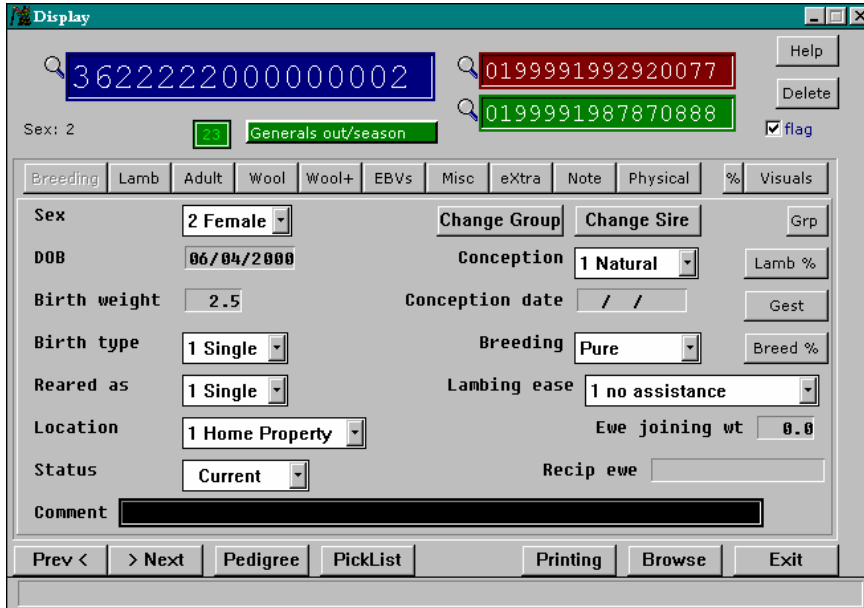 Display
3622222000000002 0199991992920077 Help
0199991987870888 Delete
Sex: 2 23 Generals out/season flag
Breeding Lamb Adult Wool Wool+ EBVs Misc eXtra Note Physical % Visuals
Sex 2 Female Change Group Change Sire Grp
DOB 06/04/2000 Conception 1 Natural Lamb %
Birth weight 2.5 Conception date / / Gest
Birth type 1 Single Breeding Pure Breed %
Reared as 1 Single Lambing ease 1 no assistance
Location 1 Home Property Ewe joining wt 0.0
Status Current Recip ewe
Comment
Prev < > Next Pedigree PickList Printing Browse Exit